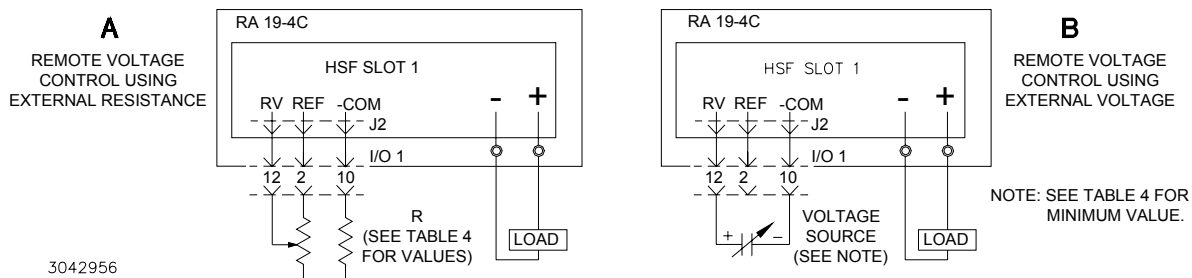 A
REMOTE VOLTAGE
CONTROL USING
EXTERNAL RESISTANCE
RA 19-4C
HSF SLOT 1
RV REF -COM
- +
J2
I/O 1
12 2 10
R
(SEE TABLE 4
FOR VALUES)
LOAD
3042956
RA 19-4C
HSF SLOT 1
RV REF -COM
- +
J2
I/O 1
12 2 10
+ −
VOLTAGE
SOURCE
(SEE NOTE)
LOAD
B
REMOTE VOLTAGE
CONTROL USING
EXTERNAL VOLTAGE
NOTE: SEE TABLE 4 FOR
MINIMUM VALUE.